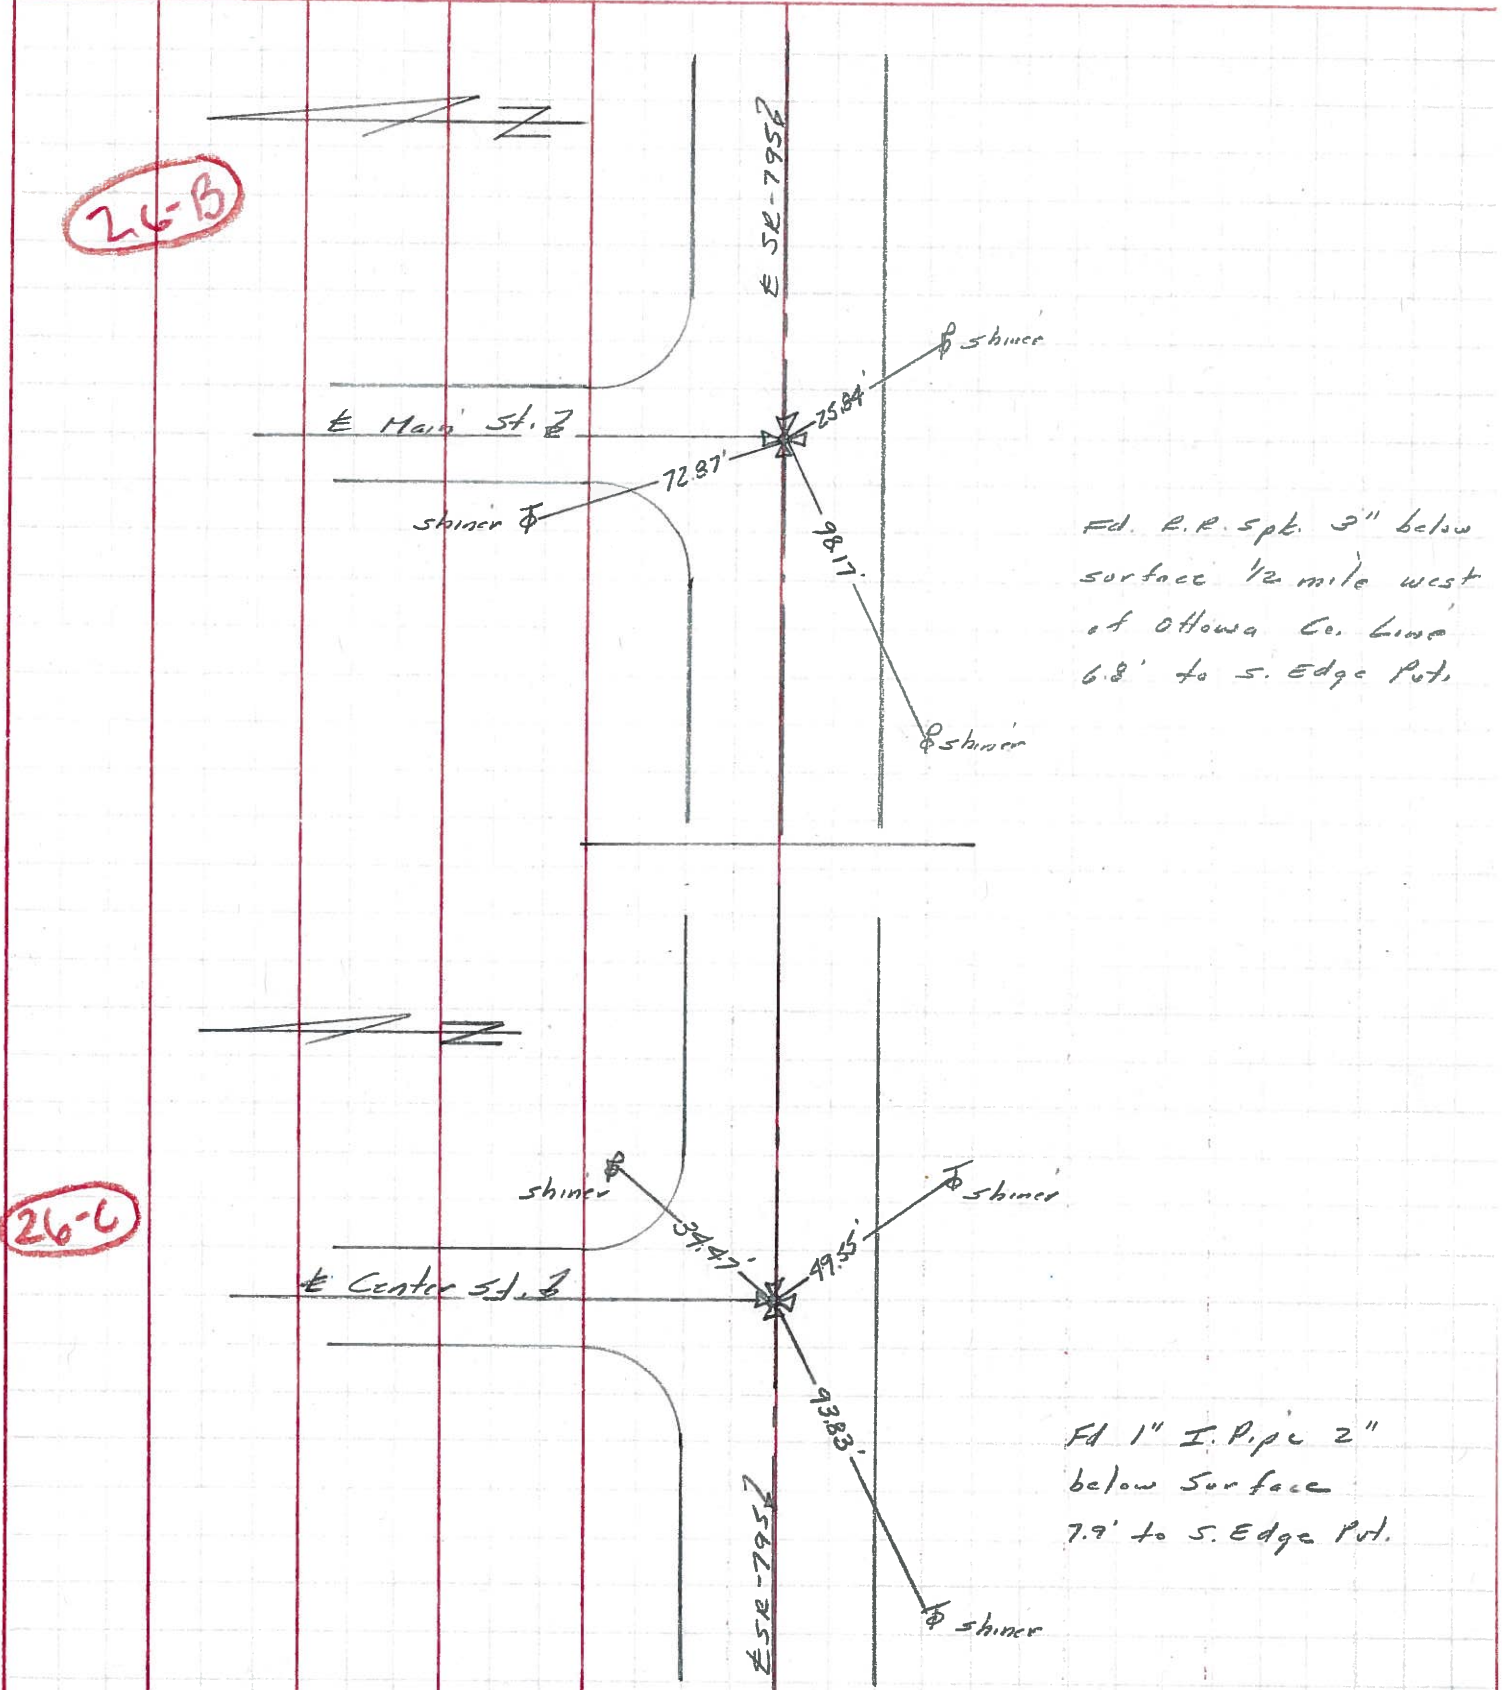 N
26-B
℄ SR-795
shiner
25.84'
℄ Main St.
72.87'
shiner
98.17'
Fd. R.R. Spk. 3" below
surface 1/2 mile west
of Ottowa Co. Line
6.8' to S. Edge Pvt.
shiner
N
shiner
shiner
26-C
34.47'
49.55'
℄ Center St.
93.83'
Fd 1" I. Pipe 2"
below Surface
7.9' to S. Edge Pvt.
℄ SR-795
shiner